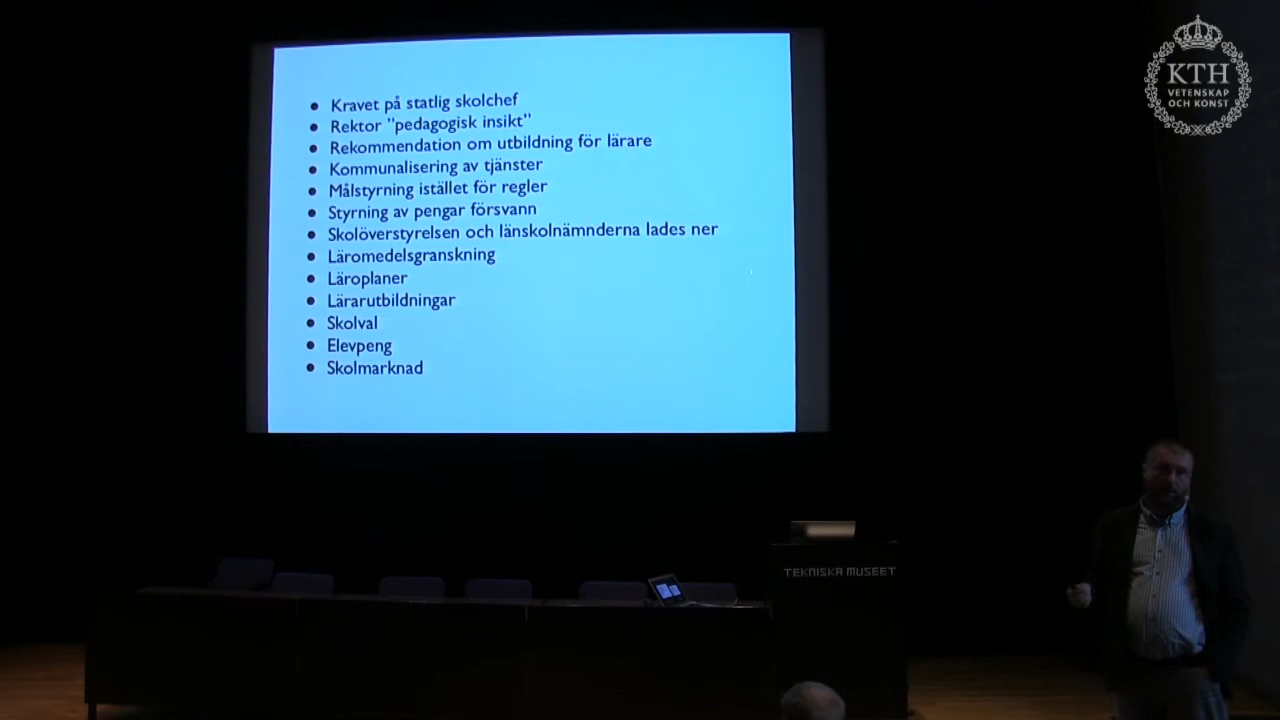 KTH
VETENSKAP
OCH KONST
• Kravet på statlig skolchef
• Rektor ”pedagogisk insikt”
• Rekommendation om utbildning för lärare
• Kommunalisering av tjänster
• Målstyrning istället för regler
• Styrning av pengar försvann
• Skolöverstyrelsen och länskolnämnderna lades ner
• Läromedelsgranskning
• Läroplaner
• Lärarutbildningar
• Skolval
• Elevpeng
• Skolmarknad
TEKNISKA MUSEET